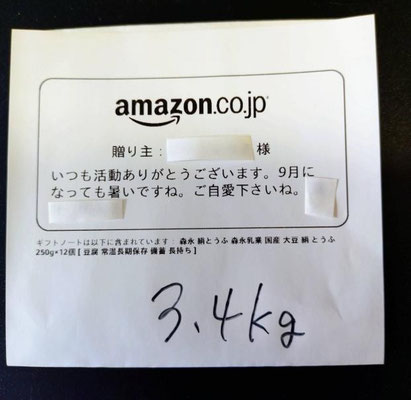 amazon.co.jp
贈り主: 様
いつも活動ありがとうございます。9月に
なっても暑いですね。ご自愛下さいね。
ギフトノートは以下に含まれています: 森永 絹とうふ 森永乳業 国産 大豆 絹 とうふ
250g×12個 [ 豆腐 常温長期保存 備蓄 長持ち ]
3.4kg